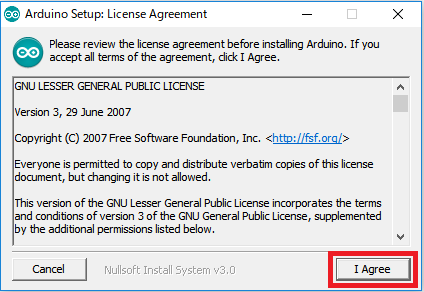 Arduino Setup: License Agreement
Please review the license agreement before installing Arduino. If you
accept all terms of the agreement, click I Agree.
GNU LESSER GENERAL PUBLIC LICENSE
Version 3, 29 June 2007
Copyright (C) 2007 Free Software Foundation, Inc. <http://fsf.org/>
Everyone is permitted to copy and distribute verbatim copies of this license
document, but changing it is not allowed.
This version of the GNU Lesser General Public License incorporates the terms
and conditions of version 3 of the GNU General Public License, supplemented
by the additional permissions listed below.
Cancel
Nullsoft Install System v3.0
I Agree